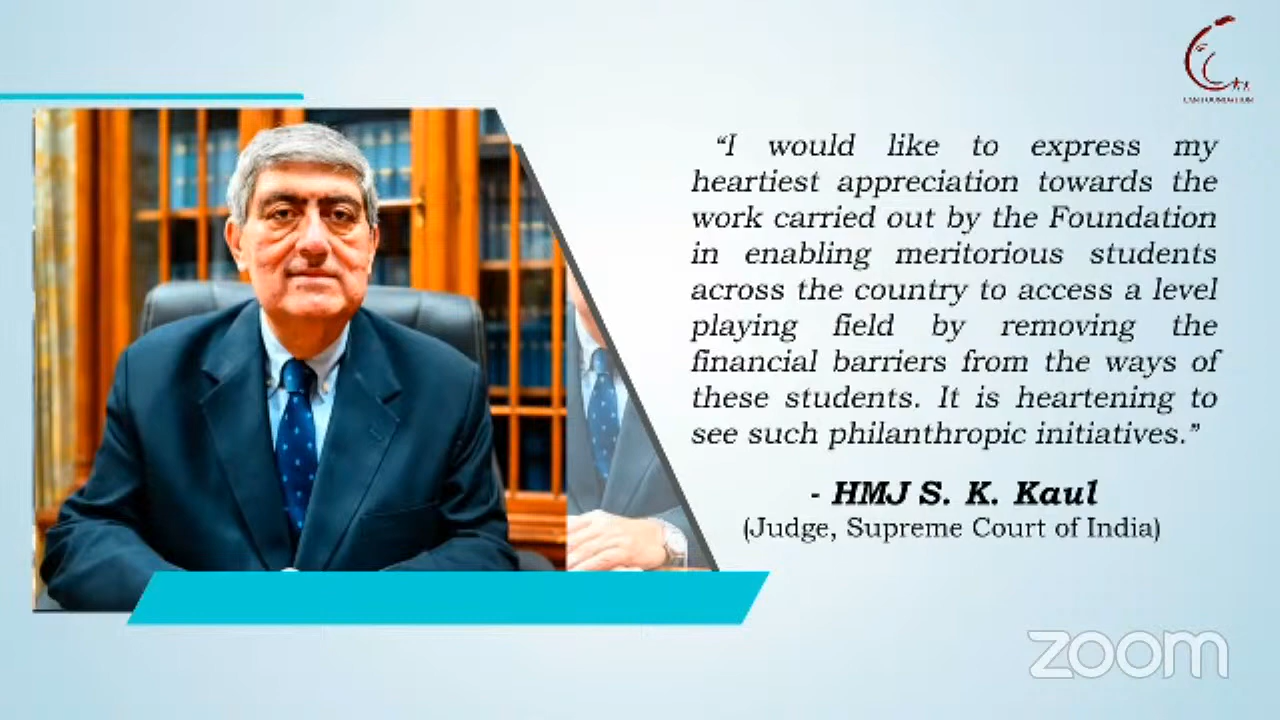 CAN FOUNDATION
“I would like to express my
heartiest appreciation towards the
work carried out by the Foundation
in enabling meritorious students
across the country to access a level
playing field by removing the
financial barriers from the ways of
these students. It is heartening to
see such philanthropic initiatives.”
- HMJ S. K. Kaul
(Judge, Supreme Court of India)
zoom